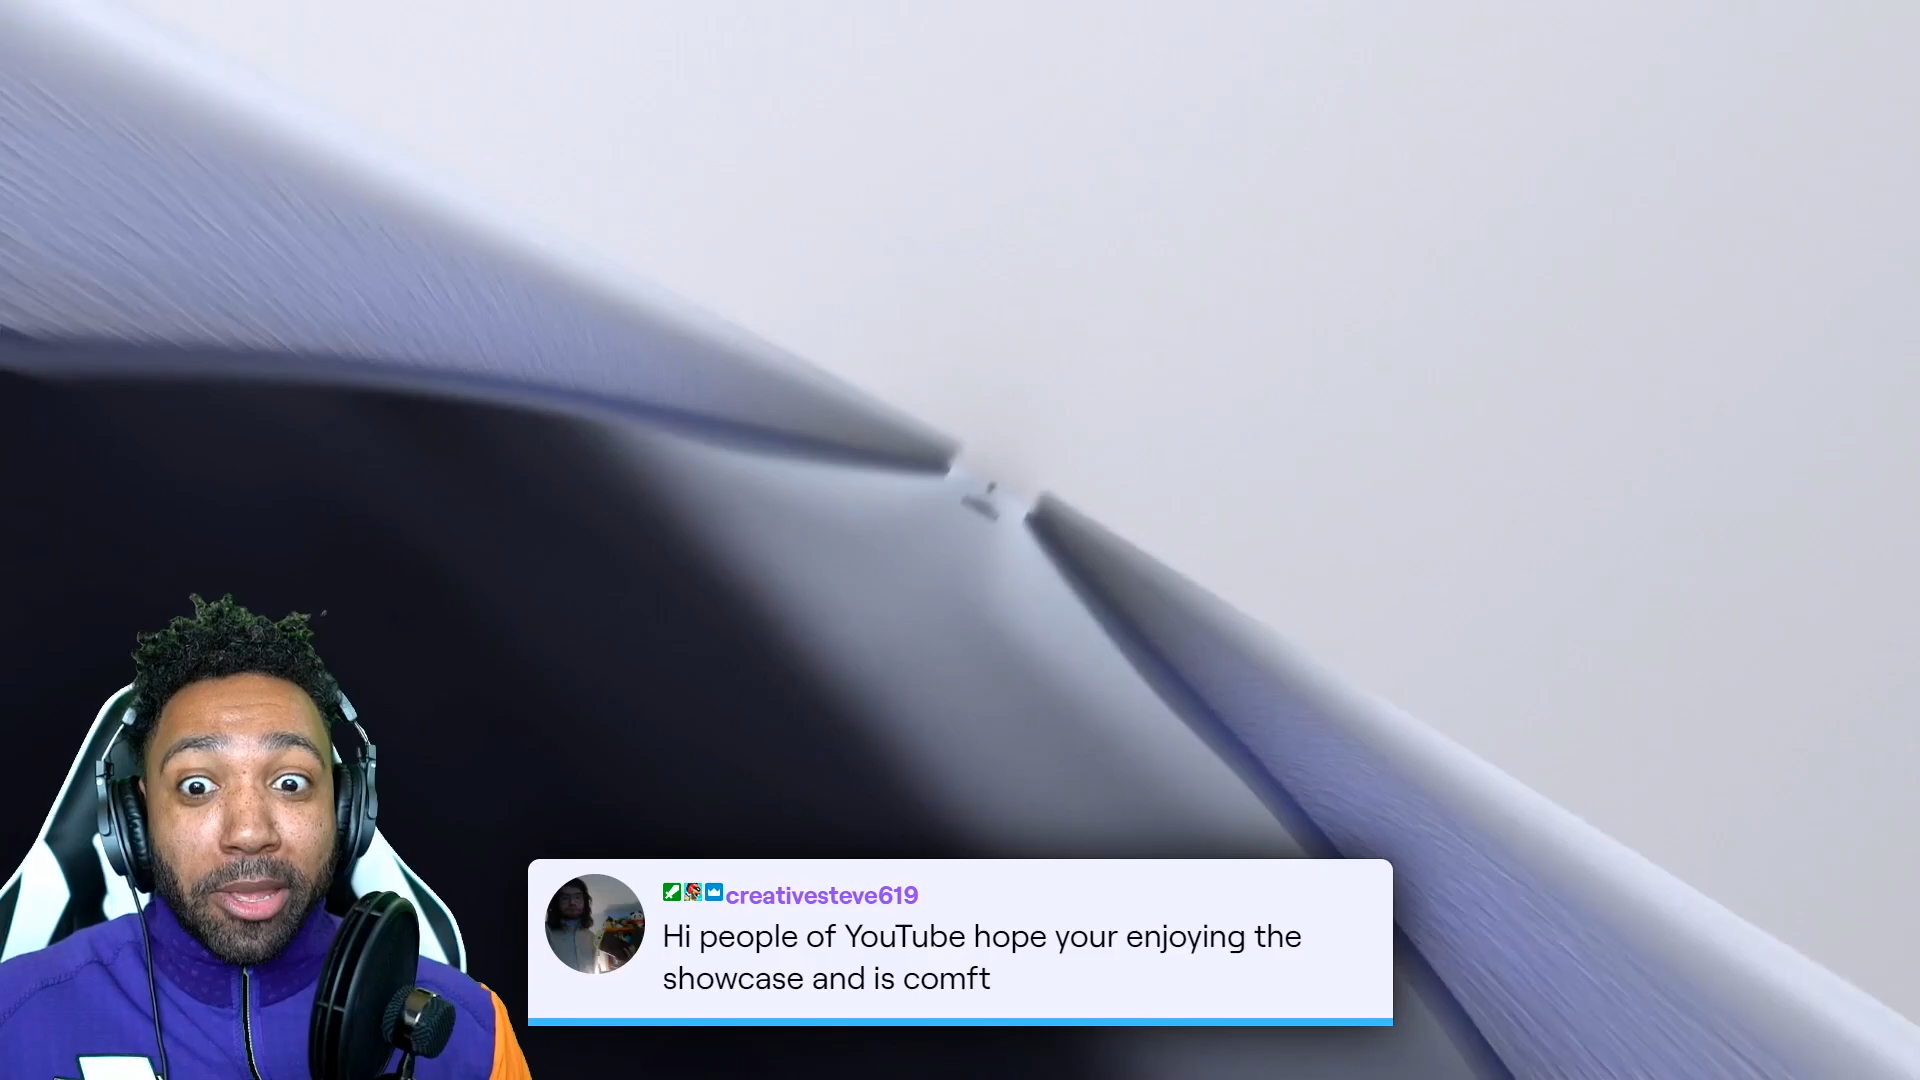 creativesteve619
Hi people of YouTube hope your enjoying the
showcase and is comft